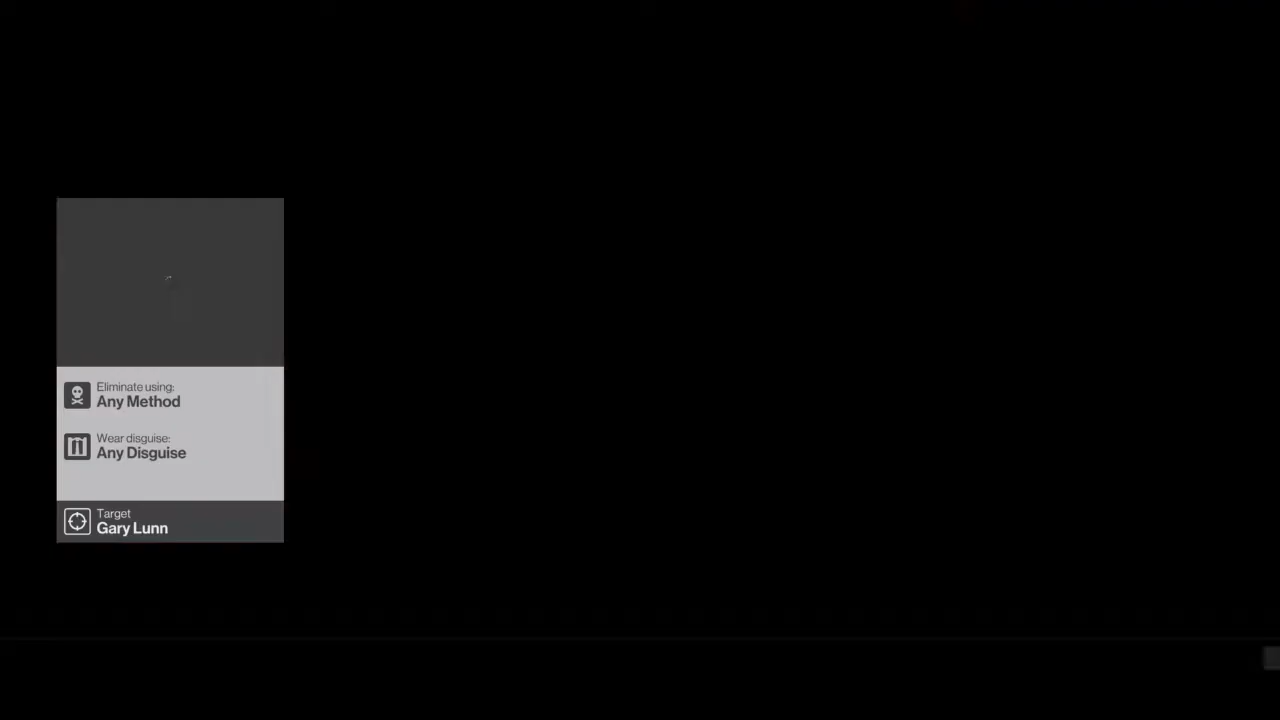 Eliminate using:
Any Method
Wear disguise:
Any Disguise
Target
Gary Lunn